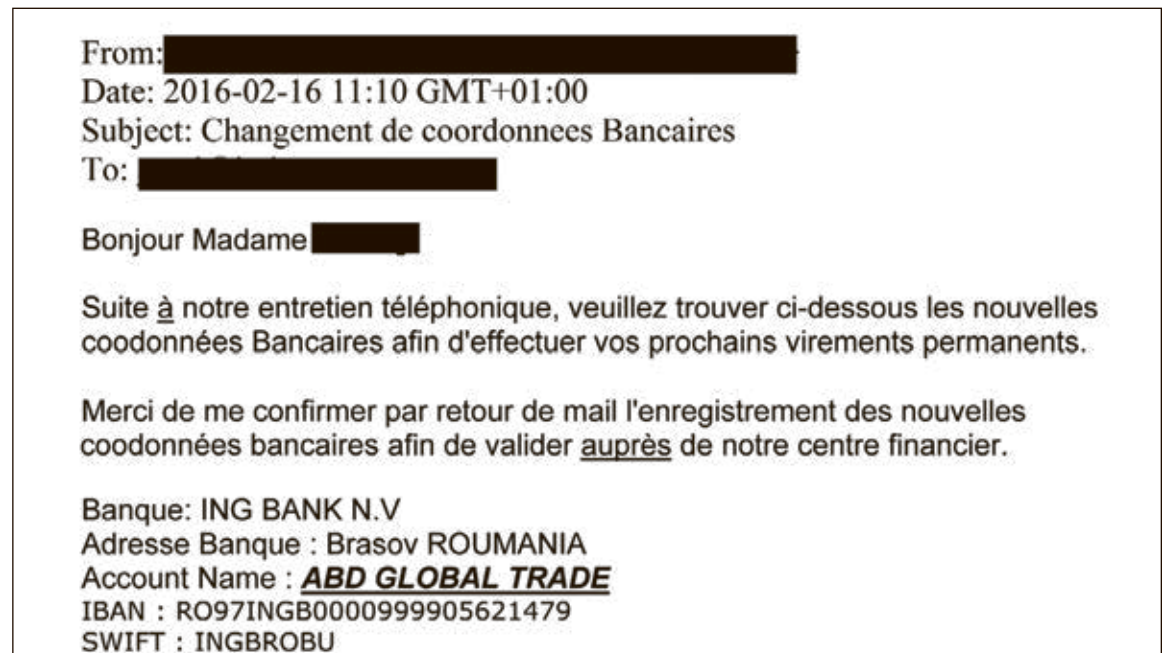 From:
Date: 2016-02-16 11:10 GMT+01:00
Subject: Changement de coordonnees Bancaires
To:
Bonjour Madame
Suite à notre entretien téléphonique, veuillez trouver ci-dessous les nouvelles
coodonnées Bancaires afin d'effectuer vos prochains virements permanents.
Merci de me confirmer par retour de mail l'enregistrement des nouvelles
coodonnées bancaires afin de valider auprès de notre centre financier.
Banque: ING BANK N.V
Adresse Banque : Brasov ROUMANIA
Account Name : ABD GLOBAL TRADE
IBAN : RO97INGB0000999905621479
SWIFT : INGBROBU